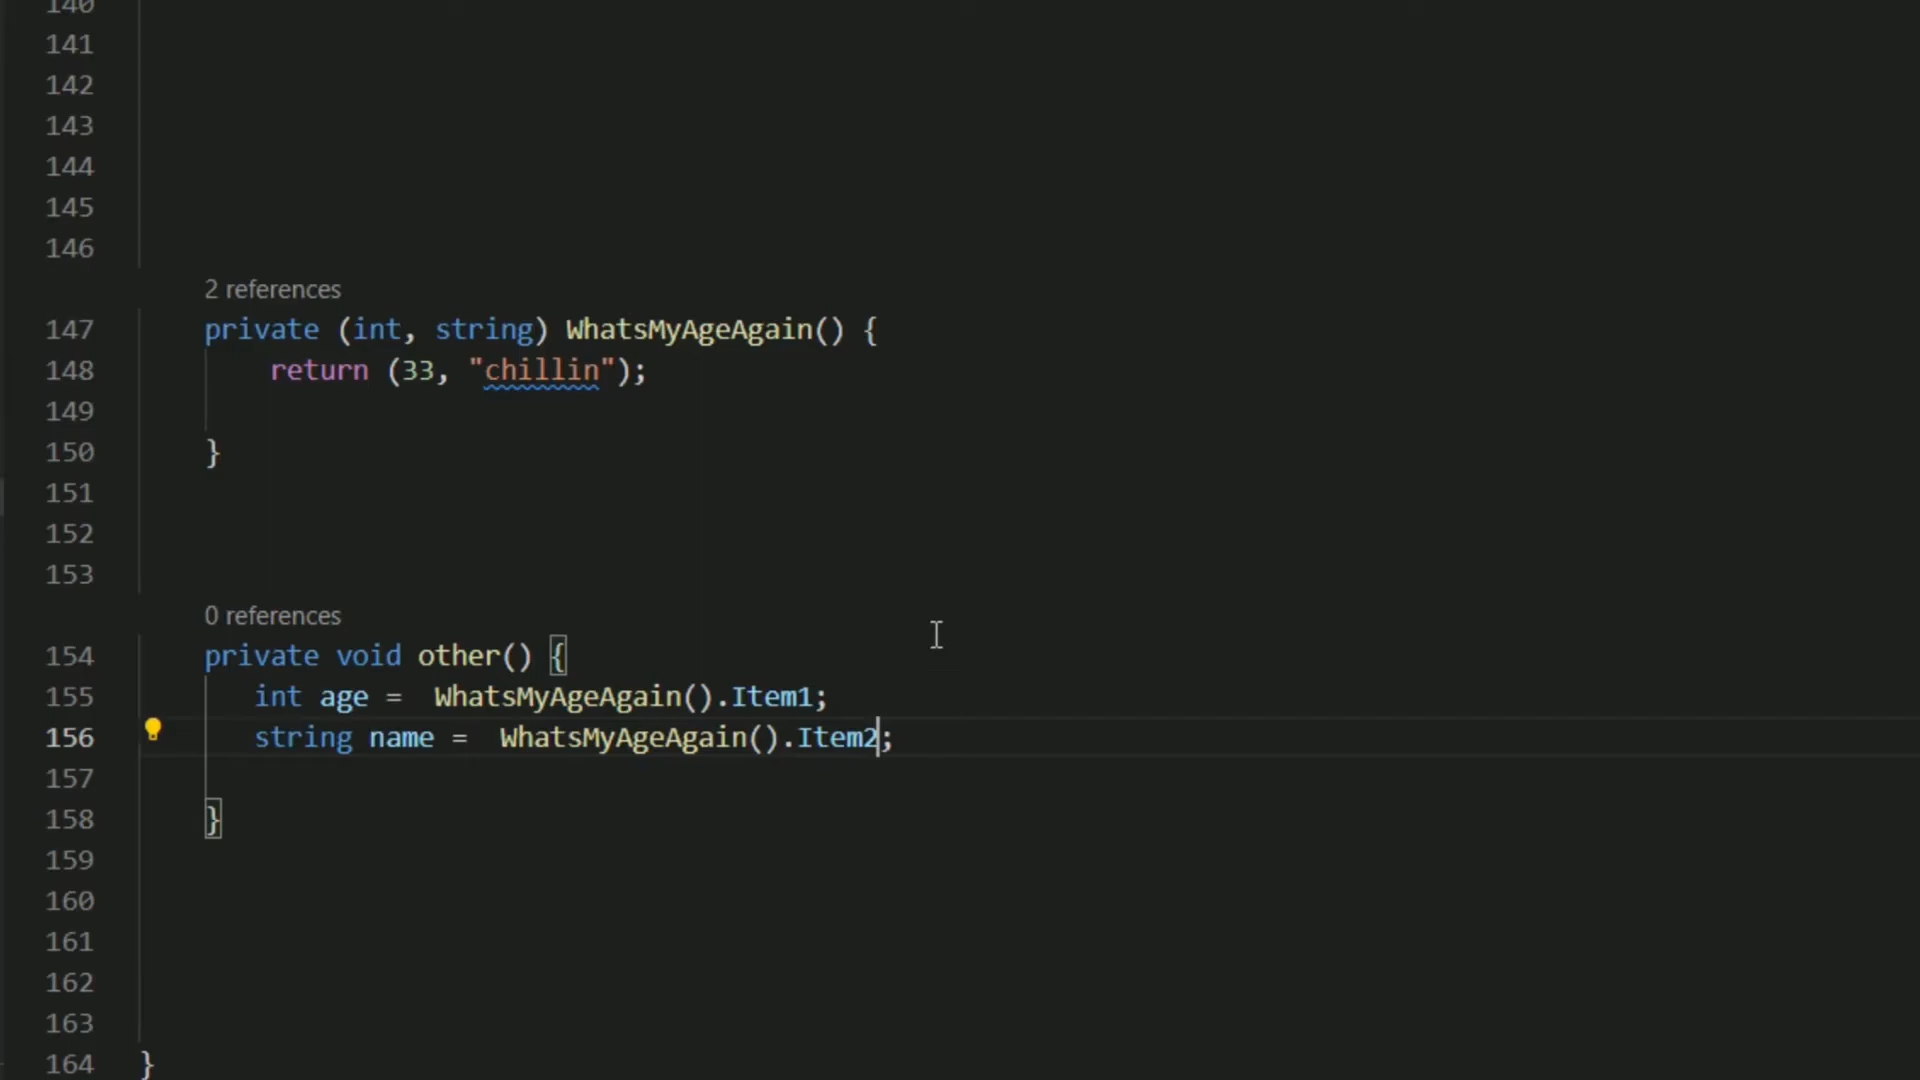 140
141
142
143
144
145
146
2 references
147 private (int, string) WhatsMyAgeAgain() {
148 return (33, "chillin");
149
150 }
151
152
153
0 references
154 private void other() {
155 int age =  WhatsMyAgeAgain().Item1;
156 string name =  WhatsMyAgeAgain().Item2;
157
158 }
159
160
161
162
163
164 }